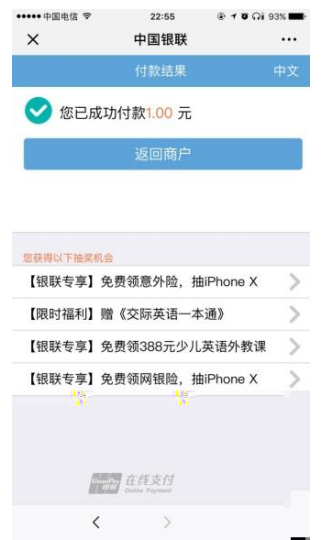 中国电信 22:55 93%
中国银联
付款结果 中文
您已成功付款1.00 元
返回商户
您获得以下抽奖机会
【银联专享】免费领意外险，抽iPhone X
【限时福利】赠《交际英语一本通》
【银联专享】免费领388元少儿英语外教课
【银联专享】免费领网银险，抽iPhone X
UnionPay 银联 在线支付
Online Payment